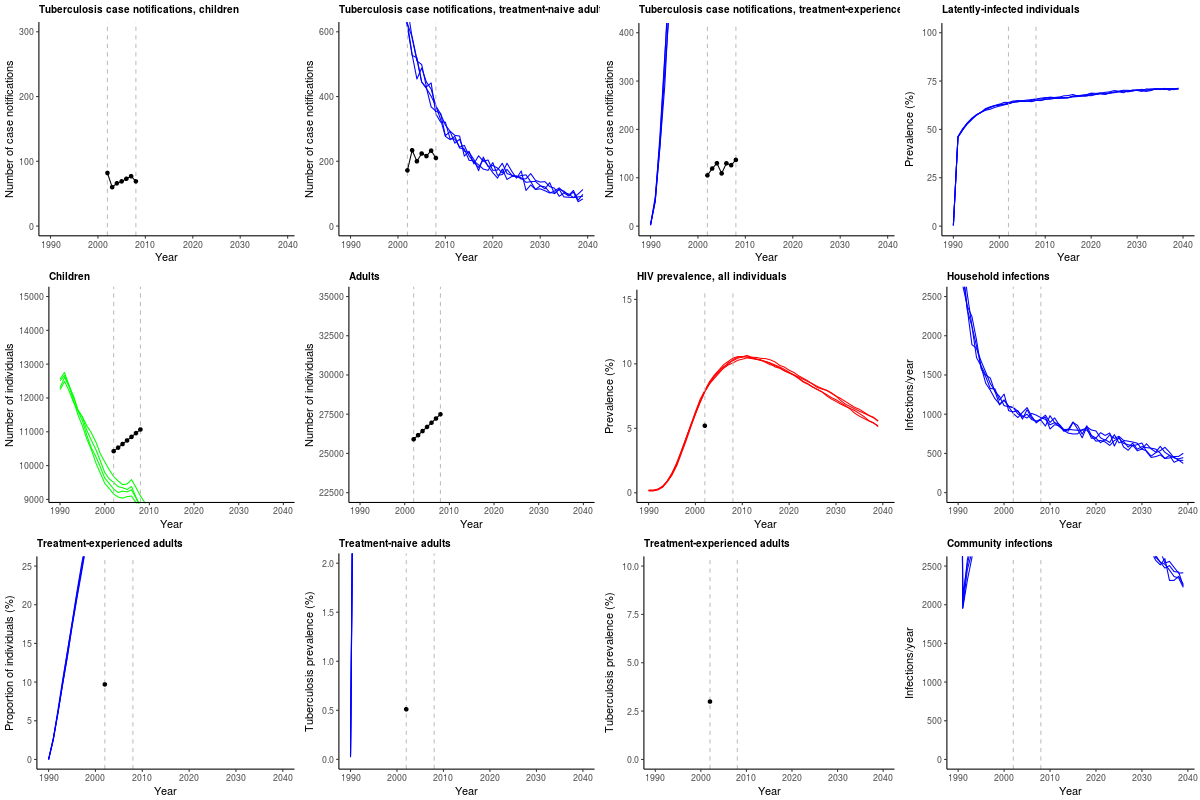 Tuberculosis case notifications, children
Number of case notifications
300
200
100
0
1990 2000 2010 2020 2030 2040
Year
Tuberculosis case notifications, treatment-naive adult
Number of case notifications
600
400
200
0
1990 2000 2010 2020 2030 2040
Year
Tuberculosis case notifications, treatment-experience
Number of case notifications
400
300
200
100
0
1990 2000 2010 2020 2030 2040
Year
Latently-infected individuals
Prevalence (%)
100
75
50
25
0
1990 2000 2010 2020 2030 2040
Year
Children
Number of individuals
15000
14000
13000
12000
11000
10000
9000
1990 2000 2010 2020 2030 2040
Year
Adults
Number of individuals
35000
32500
30000
27500
25000
22500
1990 2000 2010 2020 2030 2040
Year
HIV prevalence, all individuals
Prevalence (%)
15
10
5
0
1990 2000 2010 2020 2030 2040
Year
Household infections
Infections/year
2500
2000
1500
1000
500
0
1990 2000 2010 2020 2030 2040
Year
Treatment-experienced adults
Proportion of individuals (%)
25
20
15
10
5
0
1990 2000 2010 2020 2030 2040
Year
Treatment-naive adults
Tuberculosis prevalence (%)
2.0
1.5
1.0
0.5
0.0
1990 2000 2010 2020 2030 2040
Year
Treatment-experienced adults
Tuberculosis prevalence (%)
10.0
7.5
5.0
2.5
0.0
1990 2000 2010 2020 2030 2040
Year
Community infections
Infections/year
2500
2000
1500
1000
500
0
1990 2000 2010 2020 2030 2040
Year